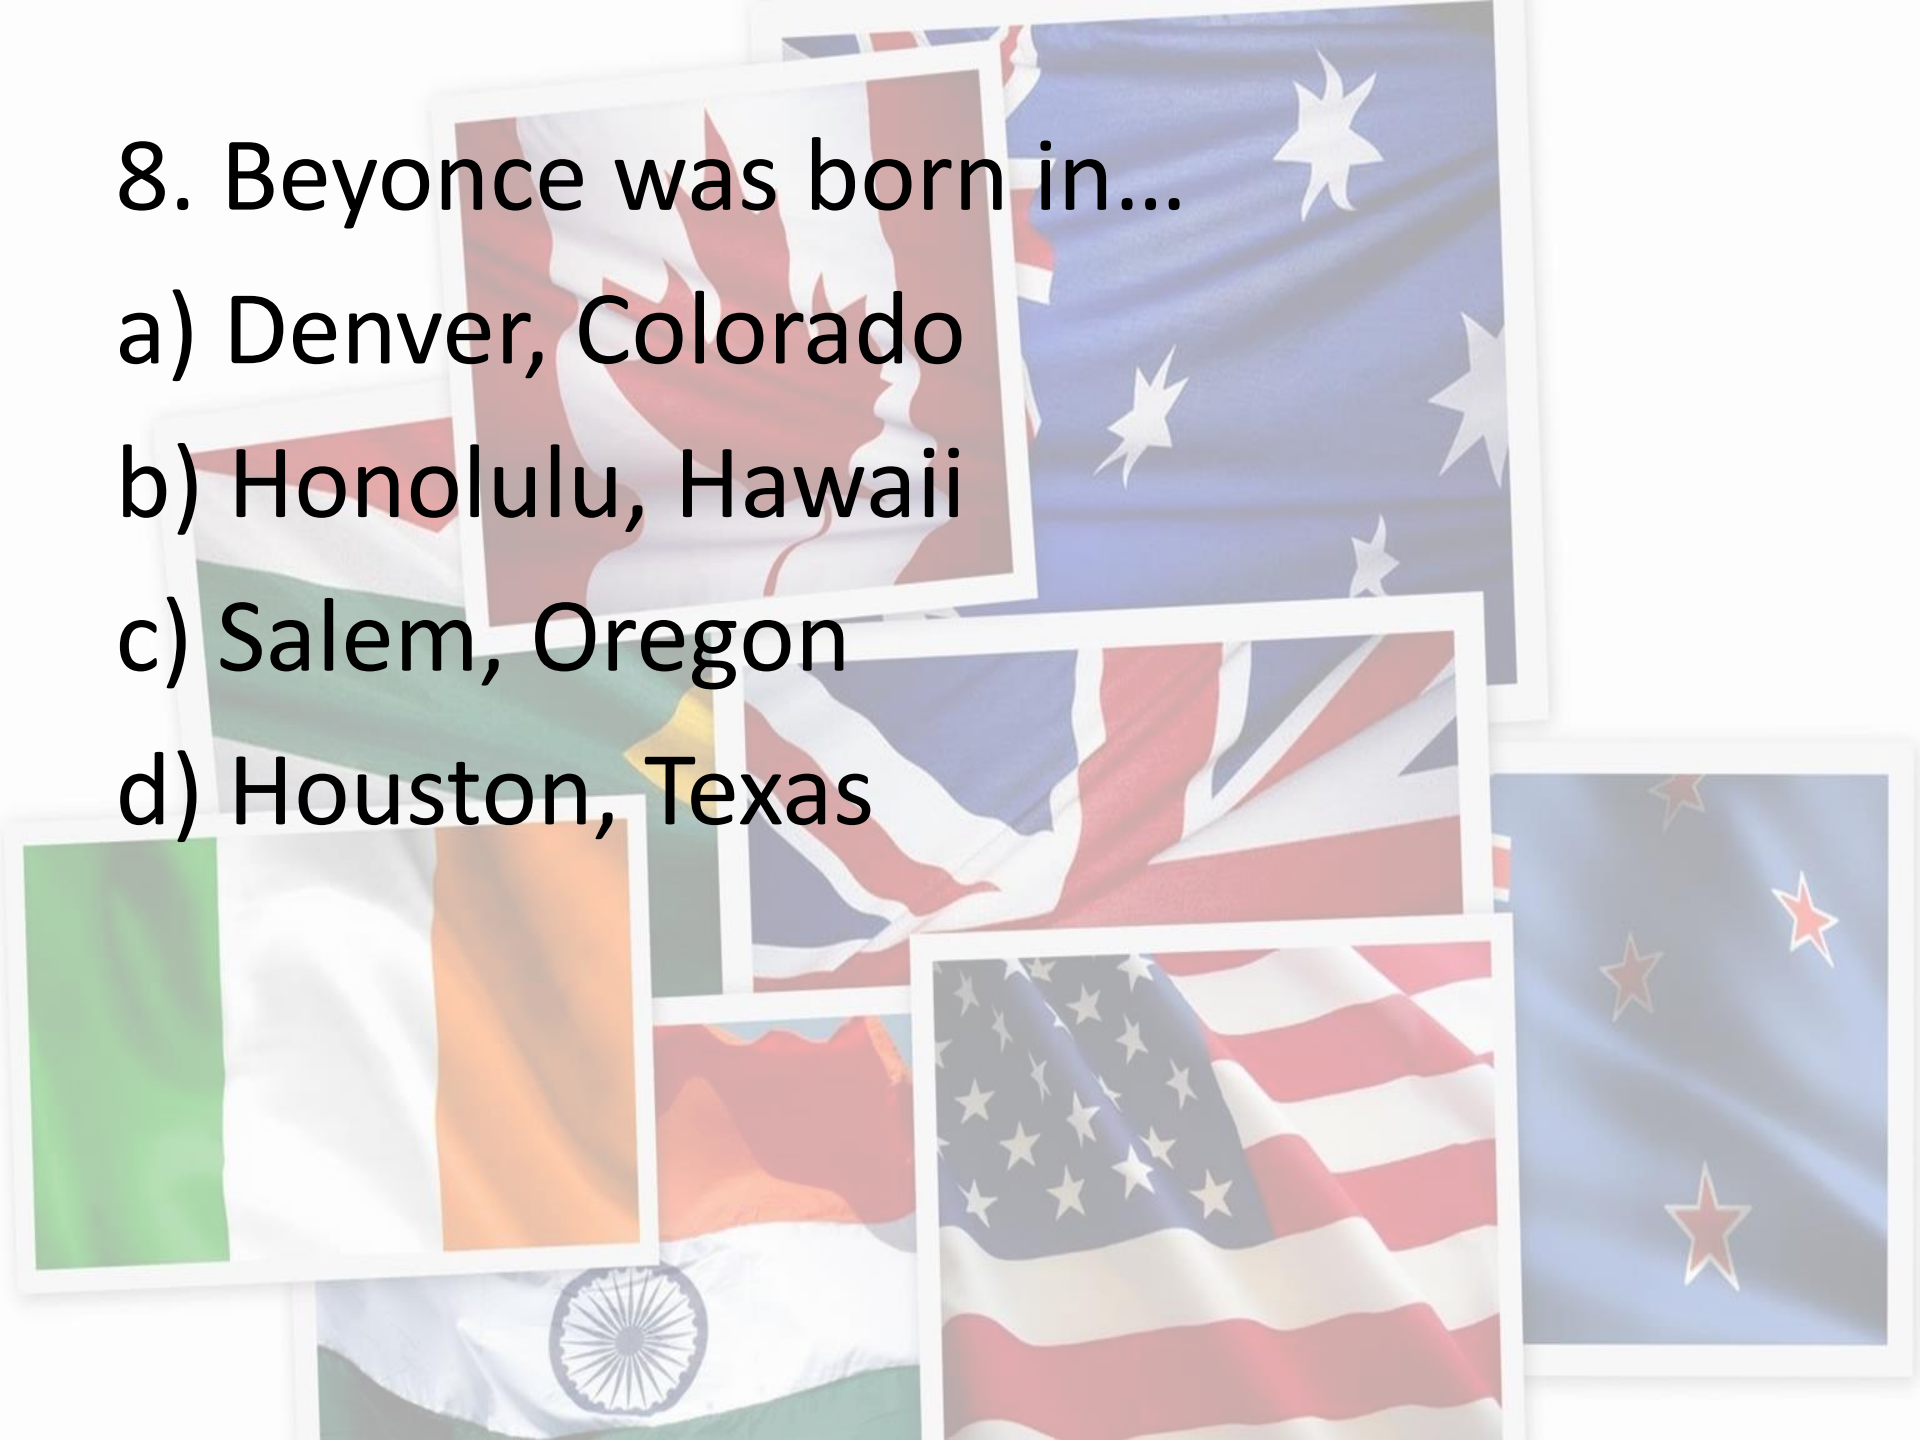 8. Beyonce was born in…
a) Denver, Colorado
b) Honolulu, Hawaii
c) Salem, Oregon
d) Houston, Texas